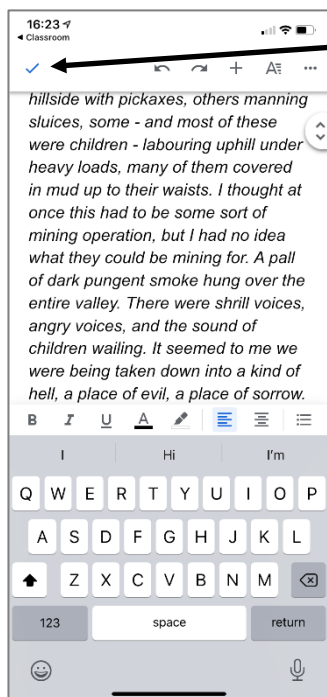 16:23
Classroom
hillside with pickaxes, others manning
sluices, some - and most of these
were children - labouring uphill under
heavy loads, many of them covered
in mud up to their waists. I thought at
once this had to be some sort of
mining operation, but I had no idea
what they could be mining for. A pall
of dark pungent smoke hung over the
entire valley. There were shrill voices,
angry voices, and the sound of
children wailing. It seemed to me we
were being taken down into a kind of
hell, a place of evil, a place of sorrow.
B I U A
I Hi I'm
Q W E R T Y U I O P
A S D F G H J K L
Z X C V B N M
123 space return